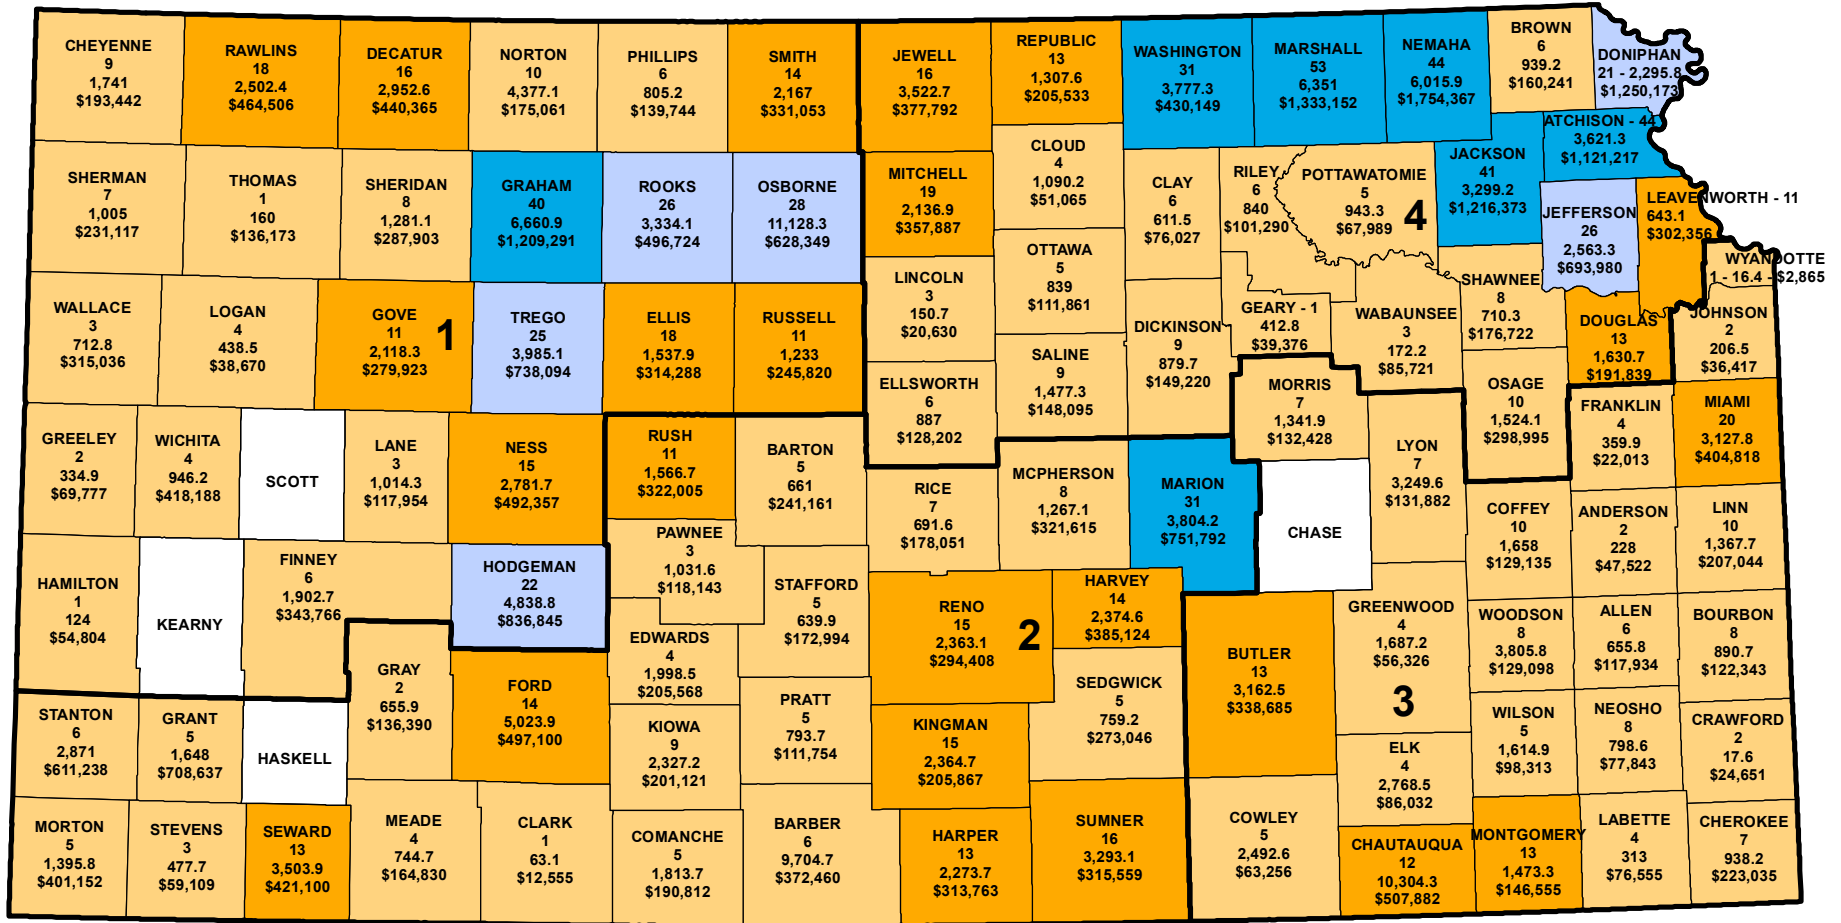 CHEYENNE
9
1,741
$193,442
RAWLINS
18
2,502.4
$464,506
DECATUR
16
2,952.6
$440,365
NORTON
10
4,377.1
$175,061
PHILLIPS
6
805.2
$139,744
SMITH
14
2,167
$331,053
JEWELL
16
3,522.7
$377,792
REPUBLIC
13
1,307.6
$205,533
WASHINGTON
31
3,777.3
$430,149
MARSHALL
53
6,351
$1,333,152
NEMAHA
44
6,015.9
$1,754,367
BROWN
6
939.2
$160,241
DONIPHAN
21 - 2,295.8
$1,250,173
ATCHISON - 44
3,621.3
$1,121,217
SHERMAN
7
1,005
$231,117
THOMAS
1
160
$136,173
SHERIDAN
8
1,281.1
$287,903
GRAHAM
40
6,660.9
$1,209,291
ROOKS
26
3,334.1
$496,724
OSBORNE
28
11,128.3
$628,349
MITCHELL
19
2,136.9
$357,887
CLOUD
4
1,090.2
$51,065
CLAY
6
611.5
$76,027
RILEY
6
840
$101,290
POTTAWATOMIE
5
943.3
$67,989
4
JACKSON
41
3,299.2
$1,216,373
JEFFERSON
26
2,563.3
$693,980
LEAVENWORTH - 11
643.1
$302,356
WYANDOTTE
1 - 16.4 - $2,865
WALLACE
3
712.8
$315,036
LOGAN
4
438.5
$38,670
GOVE
11
2,118.3
$279,923
1
TREGO
25
3,985.1
$738,094
ELLIS
18
1,537.9
$314,288
RUSSELL
11
1,233
$245,820
LINCOLN
3
150.7
$20,630
OTTAWA
5
839
$111,861
DICKINSON
9
879.7
$149,220
GEARY - 1
412.8
$39,376
WABAUNSEE
3
172.2
$85,721
SHAWNEE
8
710.3
$176,722
DOUGLAS
13
1,630.7
$191,839
JOHNSON
2
206.5
$36,417
ELLSWORTH
6
887
$128,202
SALINE
9
1,477.3
$148,095
MORRIS
7
1,341.9
$132,428
OSAGE
10
1,524.1
$298,995
FRANKLIN
4
359.9
$22,013
MIAMI
20
3,127.8
$404,818
GREELEY
2
334.9
$69,777
WICHITA
4
946.2
$418,188
SCOTT
LANE
3
1,014.3
$117,954
NESS
15
2,781.7
$492,357
RUSH
11
1,566.7
$322,005
BARTON
5
661
$241,161
RICE
7
691.6
$178,051
MCPHERSON
8
1,267.1
$321,615
MARION
31
3,804.2
$751,792
CHASE
LYON
7
3,249.6
$131,882
COFFEY
10
1,658
$129,135
ANDERSON
2
228
$47,522
LINN
10
1,367.7
$207,044
HAMILTON
1
124
$54,804
KEARNY
FINNEY
6
1,902.7
$343,766
HODGEMAN
22
4,838.8
$836,845
PAWNEE
3
1,031.6
$118,143
STAFFORD
5
639.9
$172,994
RENO
15
2,363.1
$294,408
2
HARVEY
14
2,374.6
$385,124
BUTLER
13
3,162.5
$338,685
GREENWOOD
4
1,687.2
$56,326
3
WOODSON
8
3,805.8
$129,098
ALLEN
6
655.8
$117,934
BOURBON
8
890.7
$122,343
GRAY
2
655.9
$136,390
FORD
14
5,023.9
$497,100
EDWARDS
4
1,998.5
$205,568
KIOWA
9
2,327.2
$201,121
PRATT
5
793.7
$111,754
KINGMAN
15
2,364.7
$205,867
SEDGWICK
5
759.2
$273,046
ELK
4
2,768.5
$86,032
WILSON
5
1,614.9
$98,313
NEOSHO
8
798.6
$77,843
CRAWFORD
2
17.6
$24,651
STANTON
6
2,871
$611,238
GRANT
5
1,648
$708,637
HASKELL
MORTON
5
1,395.8
$401,152
STEVENS
3
477.7
$59,109
SEWARD
13
3,503.9
$421,100
MEADE
4
744.7
$164,830
CLARK
1
63.1
$12,555
COMANCHE
5
1,813.7
$190,812
BARBER
6
9,704.7
$372,460
HARPER
13
2,273.7
$313,763
SUMNER
16
3,293.1
$315,559
COWLEY
5
2,492.6
$63,256
CHAUTAUQUA
12
10,304.3
$507,882
MONTGOMERY
13
1,473.3
$146,555
LABETTE
4
313
$76,555
CHEROKEE
7
938.2
$223,035